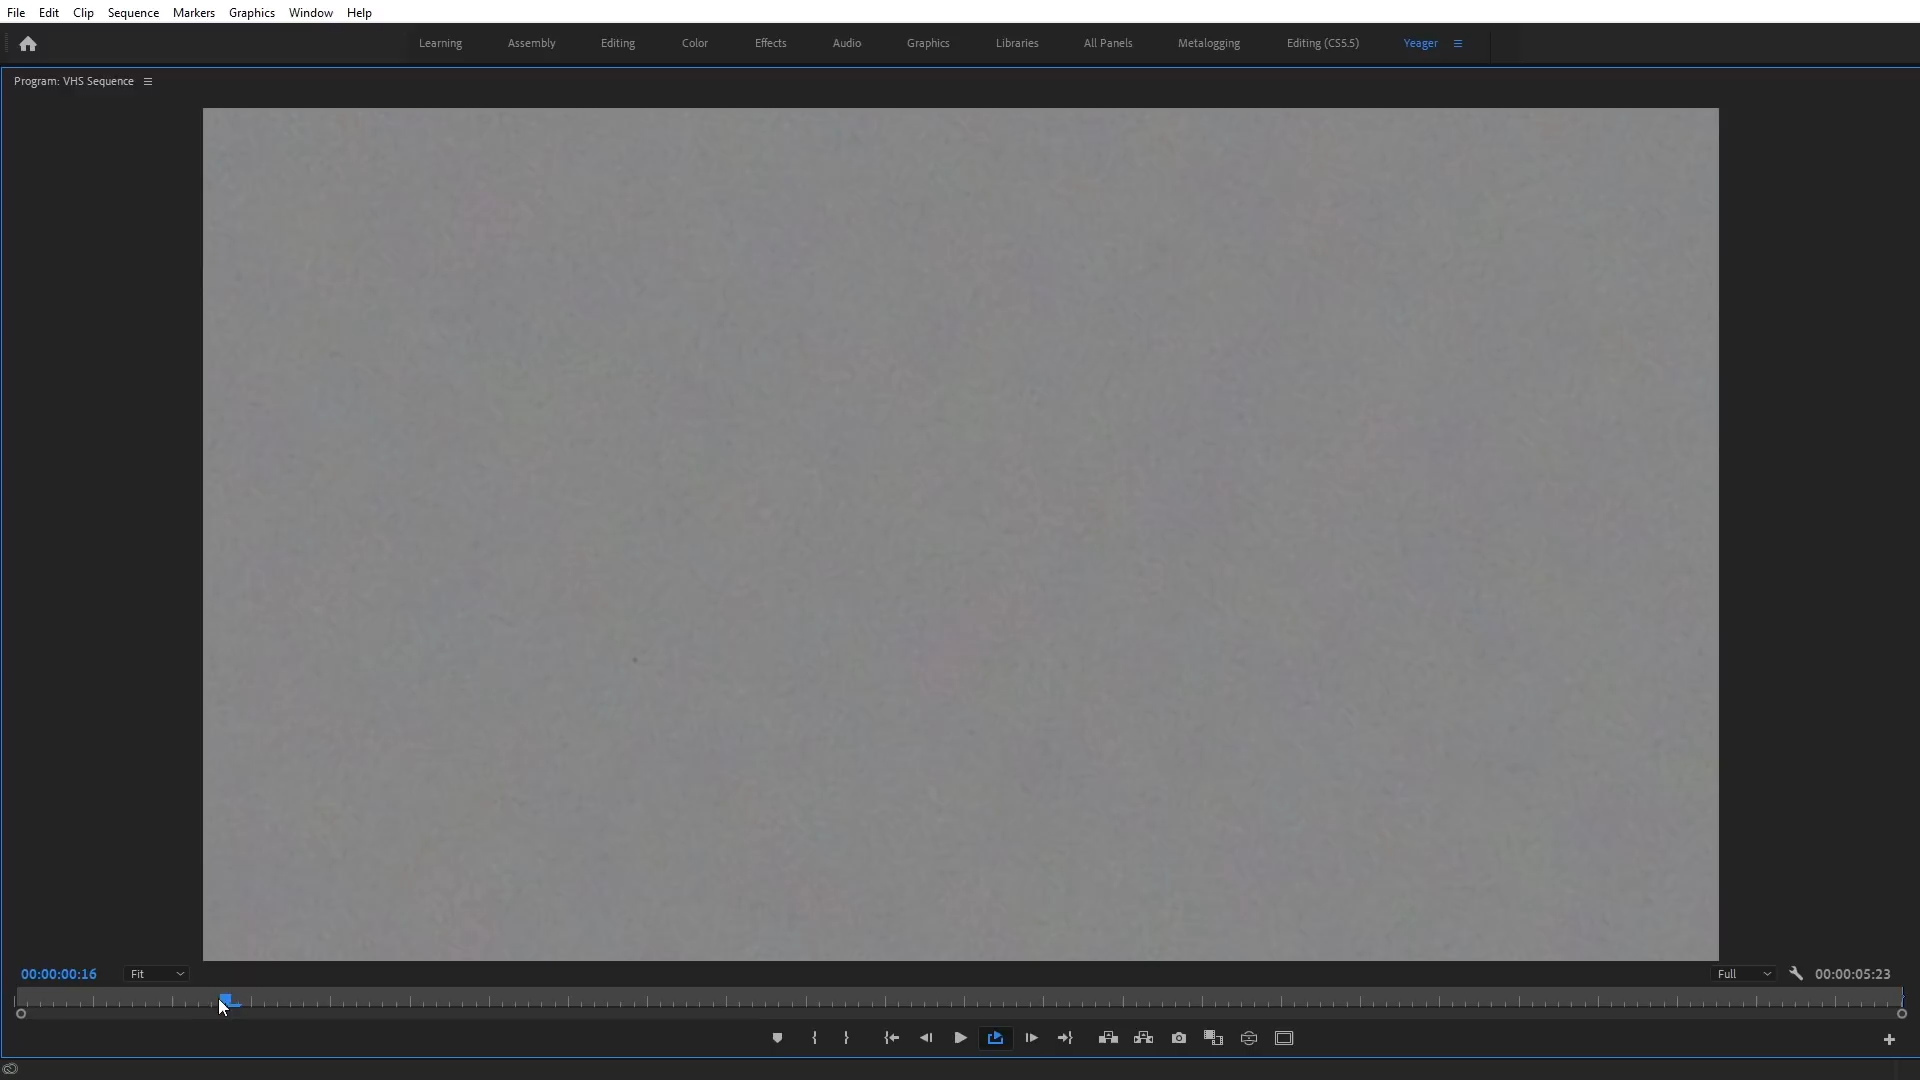 File Edit Clip Sequence Markers Graphics Window Help
Learning Assembly Editing Color Effects Audio Graphics Libraries All Panels Metalogging Editing (CS5.5) Yeager
Program: VHS Sequence
00:00:00:16 Fit Full 00:00:05:23